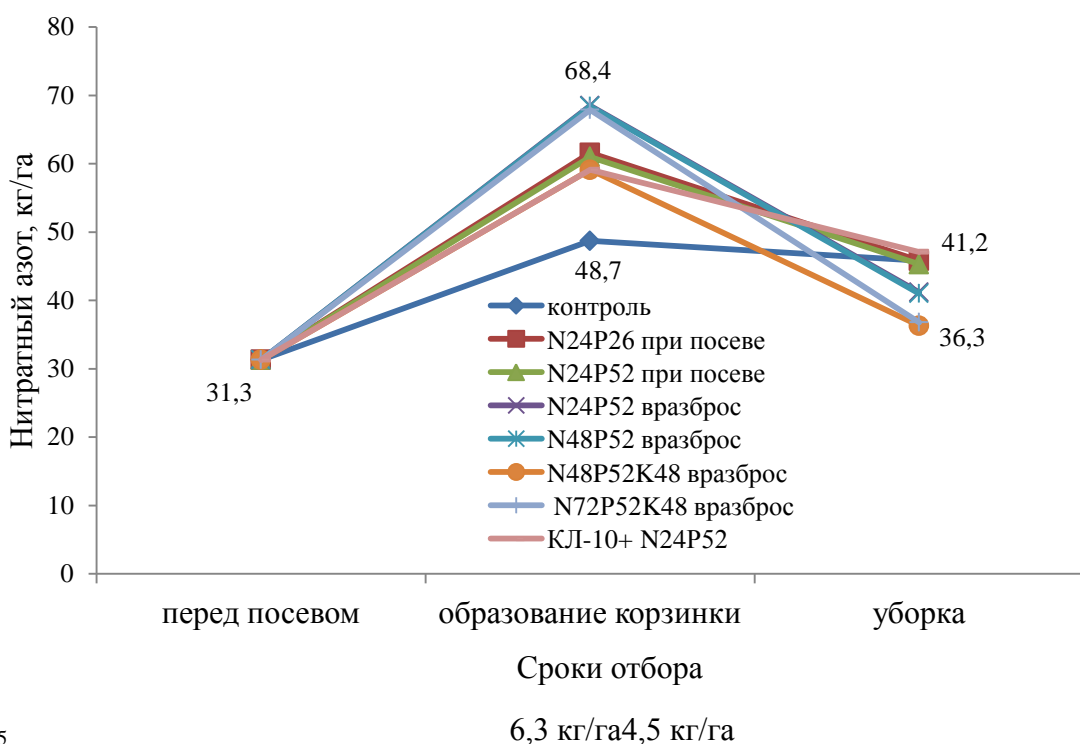 80
70
60
50
40
30
20
10
0
Нитратный азот, кг/га
68,4
48,7
31,3
41,2
36,3
контроль
N24P26 при посеве
N24P52 при посеве
N24P52 вразброс
N48P52 вразброс
N48P52K48 вразброс
N72P52K48 вразброс
КЛ-10+ N24P52
перед посевом
образование корзинки
уборка
Сроки отбора
6,3 кг/га4,5 кг/га
5